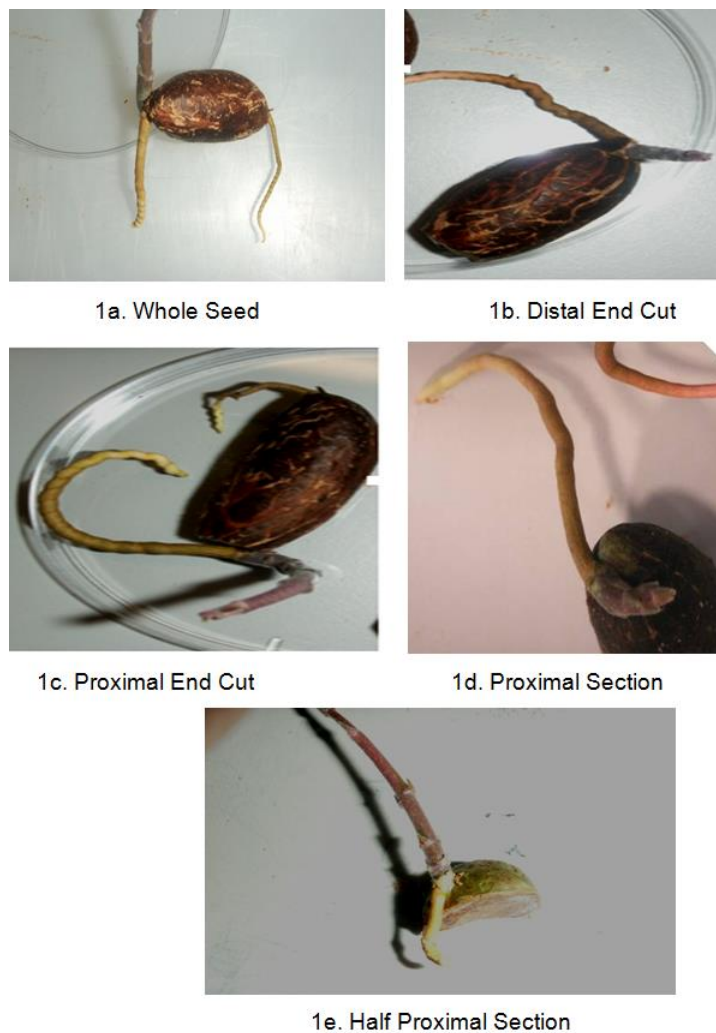 1a. Whole Seed
1b. Distal End Cut
1c. Proximal End Cut
1d. Proximal Section
1e. Half Proximal Section